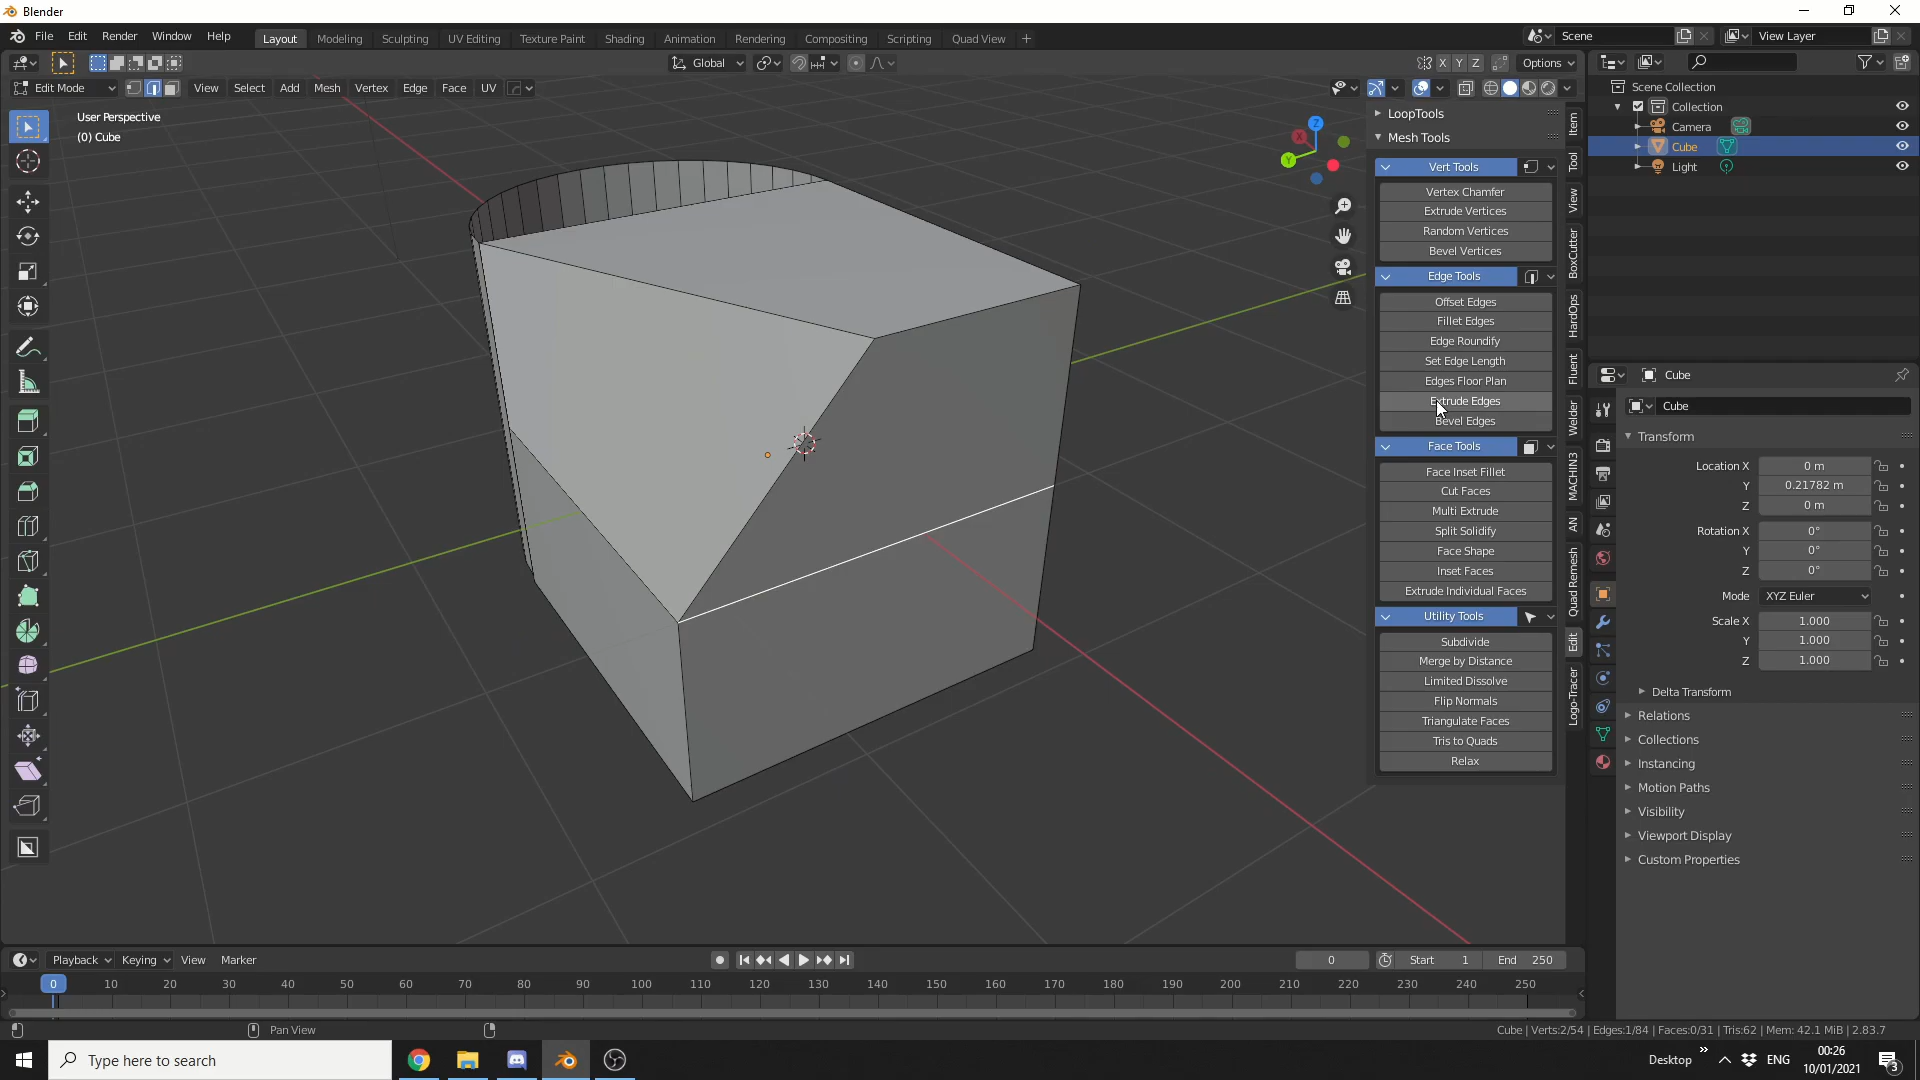 Blender
File Edit Render Window Help
Layout Modeling Sculpting UV Editing Texture Paint Shading Animation Rendering Compositing Scripting Quad View +
Scene
View Layer
Global
X Y Z
Options
Edit Mode
View Select Add Mesh Vertex Edge Face UV
User Perspective
(0) Cube
Z
X
Y
LoopTools
Mesh Tools
Vert Tools
Vertex Chamfer
Extrude Vertices
Random Vertices
Bevel Vertices
Edge Tools
Offset Edges
Fillet Edges
Edge Roundify
Set Edge Length
Edges Floor Plan
Extrude Edges
Bevel Edges
Face Tools
Face Inset Fillet
Cut Faces
Multi Extrude
Split Solidify
Face Shape
Inset Faces
Extrude Individual Faces
Utility Tools
Subdivide
Merge by Distance
Limited Dissolve
Flip Normals
Triangulate Faces
Tris to Quads
Relax
Item
Tool
View
BoxCutter
HardOps
Fluent
Welder
MACHIN3
AN
Quad Remesh
Edit
Logo-Tracer
Scene Collection
Collection
Camera
Cube
Light
Cube
Cube
Transform
Location X 0 m
Y 0.21782 m
Z 0 m
Rotation X 0°
Y 0°
Z 0°
Mode XYZ Euler
Scale X 1.000
Y 1.000
Z 1.000
Delta Transform
Relations
Collections
Instancing
Motion Paths
Visibility
Viewport Display
Custom Properties
Playback Keying View Marker
0 Start 1 End 250
0 10 20 30 40 50 60 70 80 90 100 110 120 130 140 150 160 170 180 190 200 210 220 230 240 250
Pan View
Cube | Verts:2/54 | Edges:1/84 | Faces:0/31 | Tris:62 | Mem: 42.1 MiB | 2.83.7
Type here to search
Desktop
ENG
00:26
10/01/2021
3